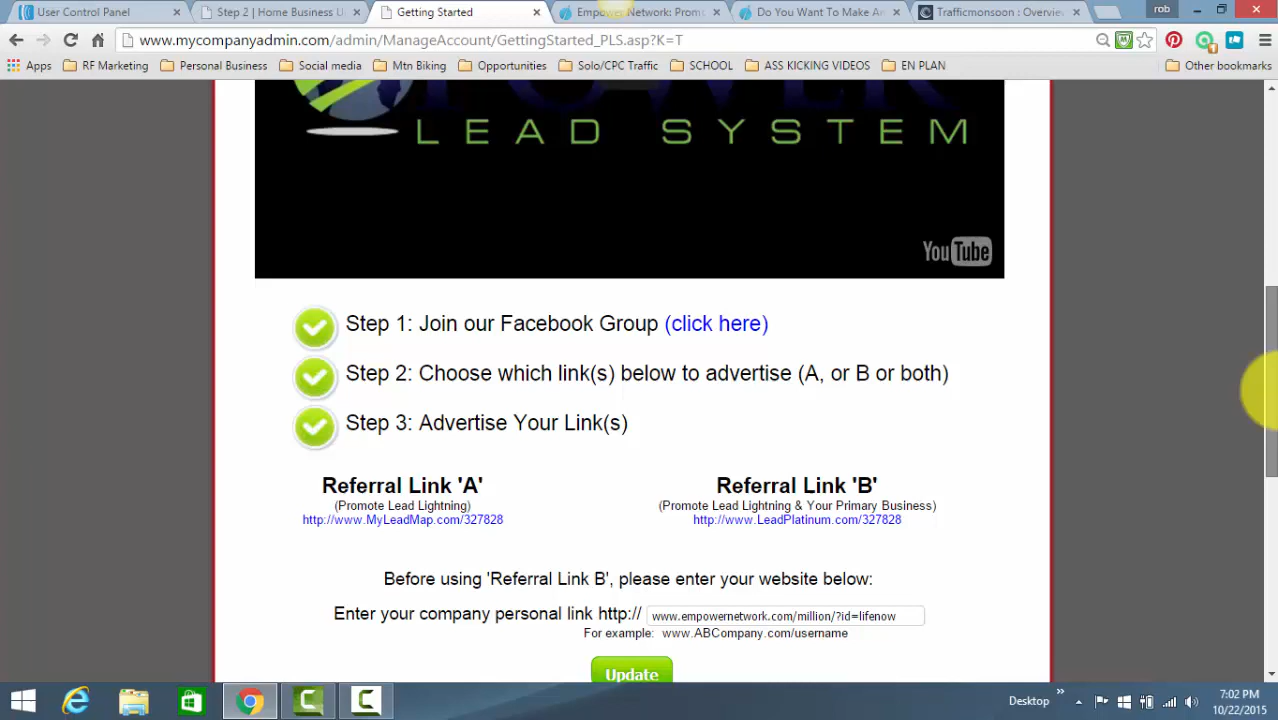 User Control Panel
Step 2 | Home Business U
Getting Started
Empower Network: Promo
Do You Want To Make A
Trafficmonsoon : Overview
rob
www.mycompanyadmin.com/admin/ManageAccount/GettingStarted_PLS.asp?K=T
Apps
RF Marketing
Personal Business
Social media
Mtn Biking
Opportunities
Solo/CPC Traffic
SCHOOL
ASS KICKING VIDEOS
EN PLAN
Other bookmarks
LEAD SYSTEM
YouTube
Step 1: Join our Facebook Group (click here)
Step 2: Choose which link(s) below to advertise (A, or B or both)
Step 3: Advertise Your Link(s)
Referral Link 'A'
(Promote Lead Lightning)
http://www.MyLeadMap.com/327828
Referral Link 'B'
(Promote Lead Lightning & Your Primary Business)
http://www.LeadPlatinum.com/327828
Before using 'Referral Link B', please enter your website below:
Enter your company personal link http:// www.empowernetwork.com/million/?id=lifenow
For example: www.ABCompany.com/username
Update
Desktop
7:02 PM
10/22/2015